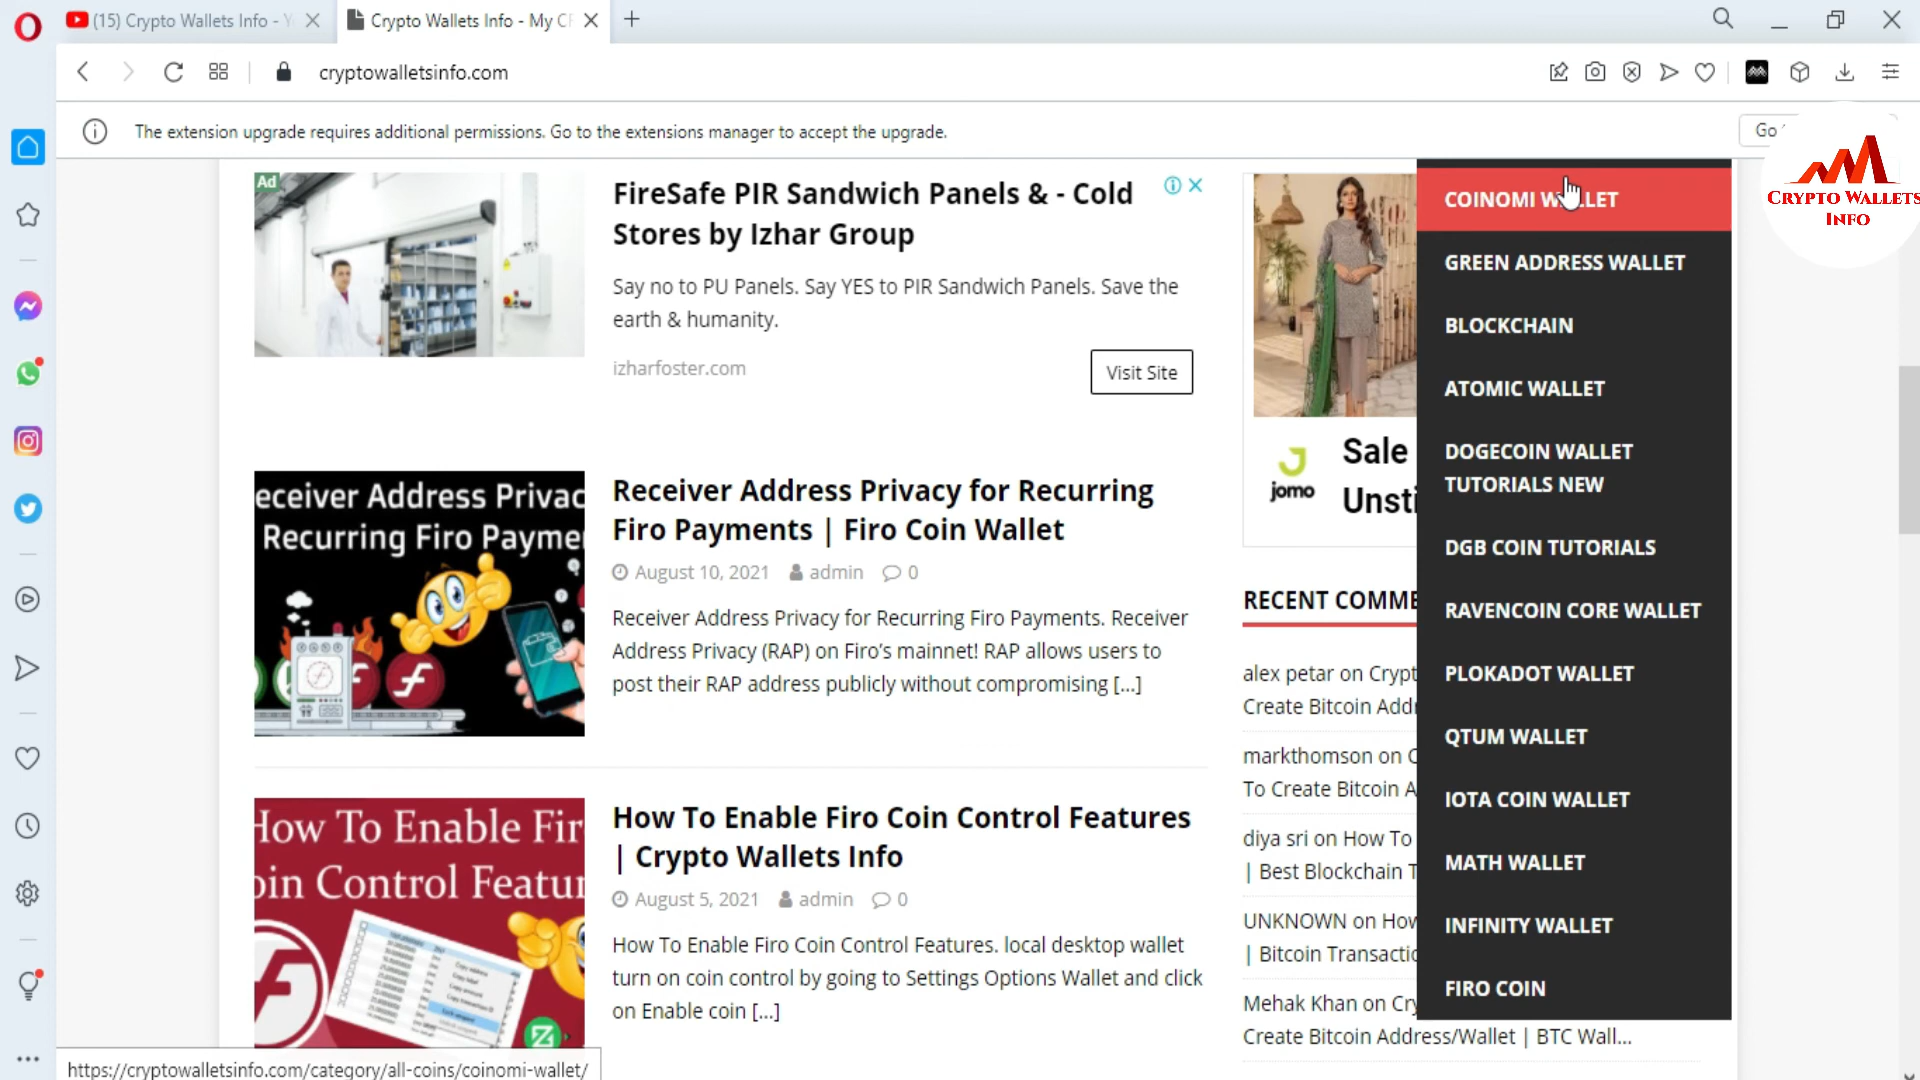 (15) Crypto Wallets Info - Y
Crypto Wallets Info - My C
cryptowalletsinfo.com
The extension upgrade requires additional permissions. Go to the extensions manager to accept the upgrade.
Go
CRYPTO WALLETS
INFO
Ad
FireSafe PIR Sandwich Panels & - Cold
Stores by Izhar Group
Say no to PU Panels. Say YES to PIR Sandwich Panels. Save the
earth & humanity.
izharfoster.com
Visit Site
eceiver Address Privac
Recurring Firo Payme
Receiver Address Privacy for Recurring
Firo Payments | Firo Coin Wallet
August 10, 2021 admin 0
Receiver Address Privacy for Recurring Firo Payments. Receiver
Address Privacy (RAP) on Firo's mainnet! RAP allows users to
post their RAP address publicly without compromising [...]
How To Enable Fir
oin Control Featur
How To Enable Firo Coin Control Features
| Crypto Wallets Info
August 5, 2021 admin 0
How To Enable Firo Coin Control Features. local desktop wallet
turn on coin control by going to Settings Options Wallet and click
on Enable coin [...]
jomo
Sale
Unsti
RECENT COMME
alex petar on Crypt
Create Bitcoin Addr
markthomson on C
To Create Bitcoin A
diya sri on How To
| Best Blockchain T
UNKNOWN on How
| Bitcoin Transactio
Mehak Khan on Cry
Create Bitcoin Address/Wallet | BTC Wall...
COINOMI WALLET
GREEN ADDRESS WALLET
BLOCKCHAIN
ATOMIC WALLET
DOGECOIN WALLET
TUTORIALS NEW
DGB COIN TUTORIALS
RAVENCOIN CORE WALLET
PLOKADOT WALLET
QTUM WALLET
IOTA COIN WALLET
MATH WALLET
INFINITY WALLET
FIRO COIN
https://cryptowalletsinfo.com/category/all-coins/coinomi-wallet/